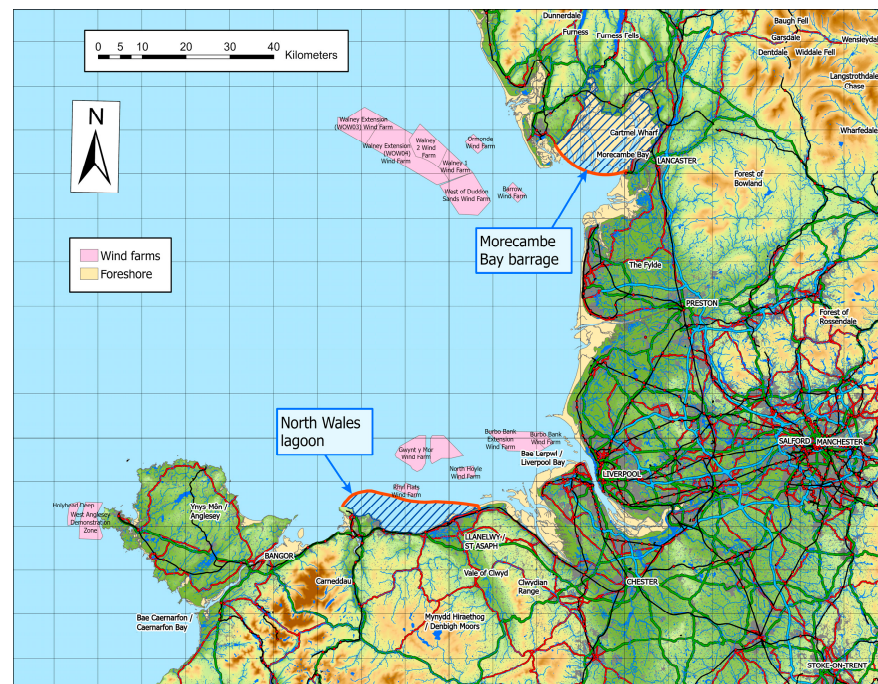 Dunnerdale
Baugh Fell
Furness
Furness Fells
Garsdale
Wensleydal
Dentdale
Widdale Fell
Langstrothdale
Chase
Wharfedale
0 5 10 20 30 40
Kilometers
N
Walney Extension
(WOW03) Wind Farm
Walney
2 Wind
Farm
Ormonde
Wind Farm
Walney Extension
(WOW04)
Wind Farm
Walney 1
Wind Farm
West of Duddon
Sands Wind Farm
Barrow
Wind Farm
Cartmel Wharf
Morecambe Bay
LANCASTER
Forest of
Bowland
Morecambe
Bay barrage
Wind farms
Foreshore
The Fylde
PRESTON
Forest of
Rossendale
North Wales
lagoon
Burbo Bank
Extension
Wind Farm
Burbo Bank
Wind Farm
Gwynt y Mor
Wind Farm
North Hoyle
Wind Farm
Bae Lerpwl /
Liverpool Bay
SALFORD
MANCHESTER
LIVERPOOL
Rhyl Flats
Wind Farm
Holyhead Deep
West Anglesey
Demonstration
Zone
Ynys Môn /
Anglesey
LLANELWY /
ST ASAPH
BANGOR
Carneddau
Vale of Clwyd
Clwydian
Range
CHESTER
Bae Caernarfon /
Caernarfon Bay
Mynydd Hiraethog
/ Denbigh Moors
STOKE-ON-TRENT